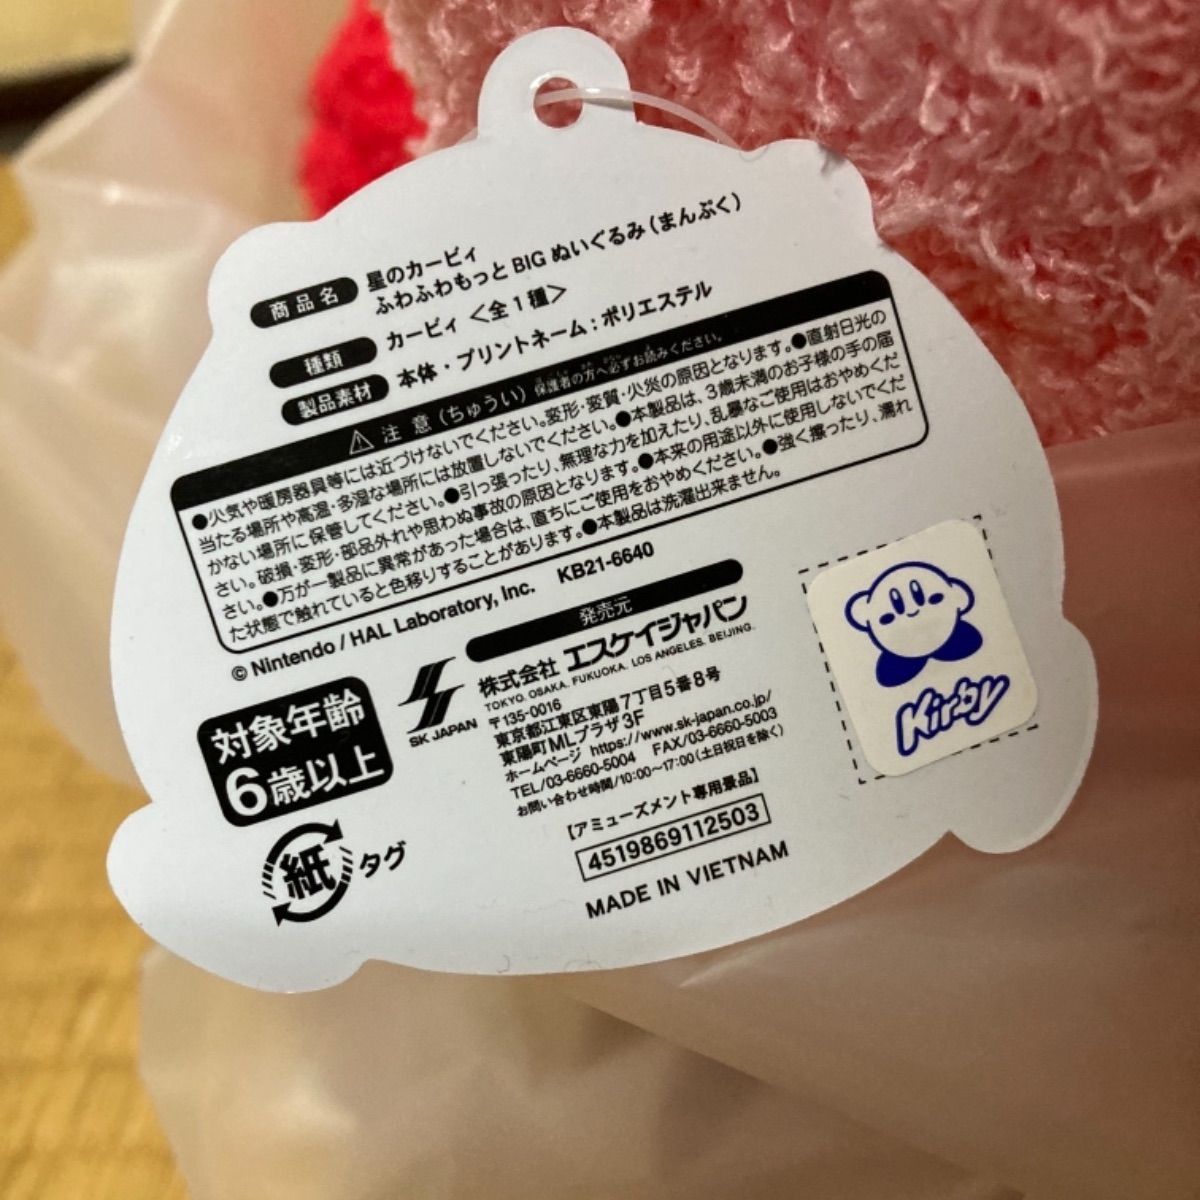 商品名
星のカービィ
ふわふわもっとBIG ぬいぐるみ(まんぷく)
種類
カービィ <全1種>
製品素材
本体・プリントネーム:ポリエステル
⚠ 注意(ちゅうい) 保護者の方へ必ずお読みください。
●火気や暖房器具等には近づけないでください。変形・変質・火災の原因となります。●直射日光の
当たる場所や高温・多湿な場所には放置しないでください。●本製品は、3歳未満のお子様の手の届
かない場所に保管してください。●引っ張ったり、無理な力を加えたり、乱暴なご使用はおやめくだ
さい。破損・変形・部品外れや思わぬ事故の原因となります。●本来の用途以外に使用しないでくだ
さい。●万が一製品に異常があった場合は、直ちにご使用をおやめください。●強く擦ったり、濡れ
た状態で触れていると色移りすることがあります。●本製品は洗濯出来ません。
© Nintendo / HAL Laboratory, Inc. KB21-6640
発売元
SK JAPAN
株式会社 エスケイジャパン
TOKYO. OSAKA. FUKUOKA. LOS ANGELES. BEIJING.
〒135-0016
東京都江東区東陽7丁目5番8号
東陽町MLプラザ3F
ホームページ https://www.sk-japan.co.jp/
TEL/03-6660-5004 FAX/03-6660-5003
お問い合わせ時間/10:00〜17:00(土日祝日を除く)
対象年齢
6歳以上
紙 タグ
【アミューズメント専用景品】
4519869112503
MADE IN VIETNAM
Kirby